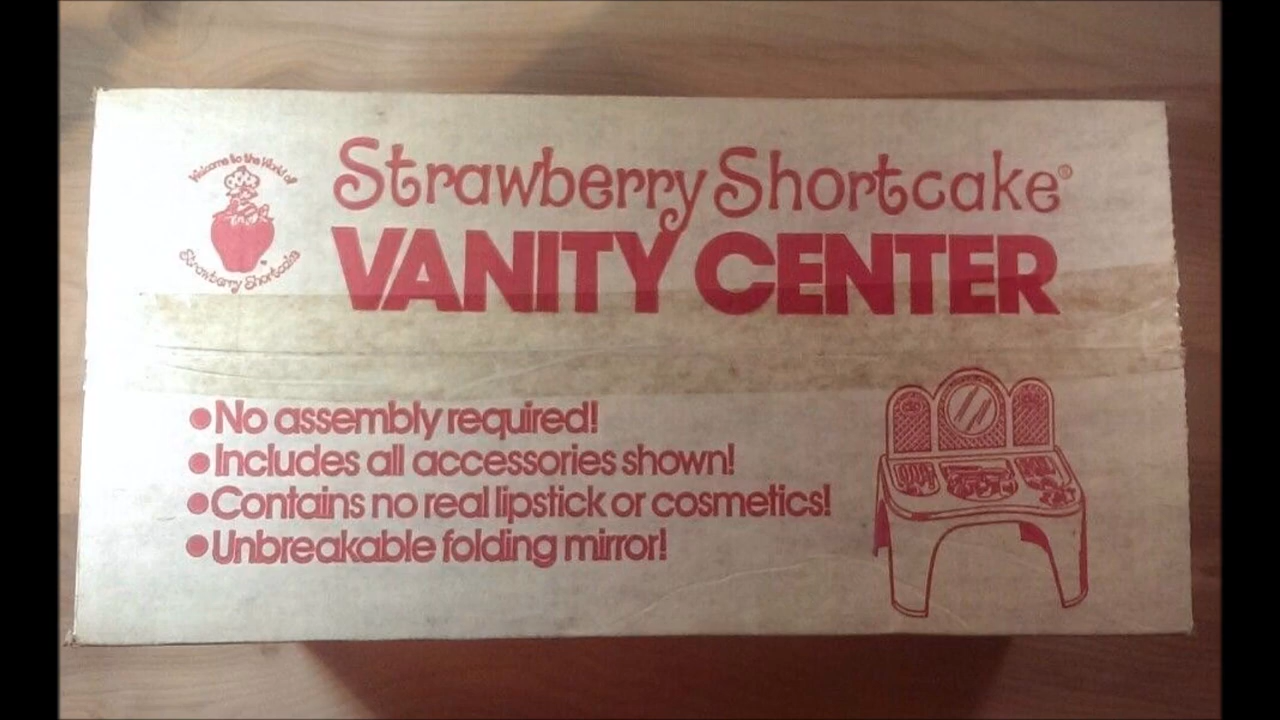 Welcome to the World of
Strawberry Shortcake
Strawberry Shortcake®
VANITY CENTER
•No assembly required!
•Includes all accessories shown!
•Contains no real lipstick or cosmetics!
•Unbreakable folding mirror!